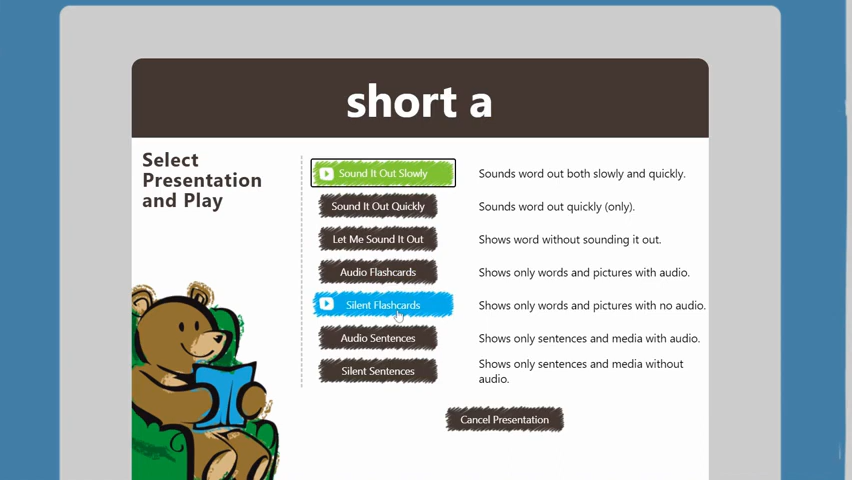 short a
Select
Presentation
and Play
Sound It Out Slowly
Sounds word out both slowly and quickly.
Sound It Out Quickly
Sounds word out quickly (only).
Let Me Sound It Out
Shows word without sounding it out.
Audio Flashcards
Shows only words and pictures with audio.
Silent Flashcards
Shows only words and pictures with no audio.
Audio Sentences
Shows only sentences and media with audio.
Silent Sentences
Shows only sentences and media without
audio.
Cancel Presentation